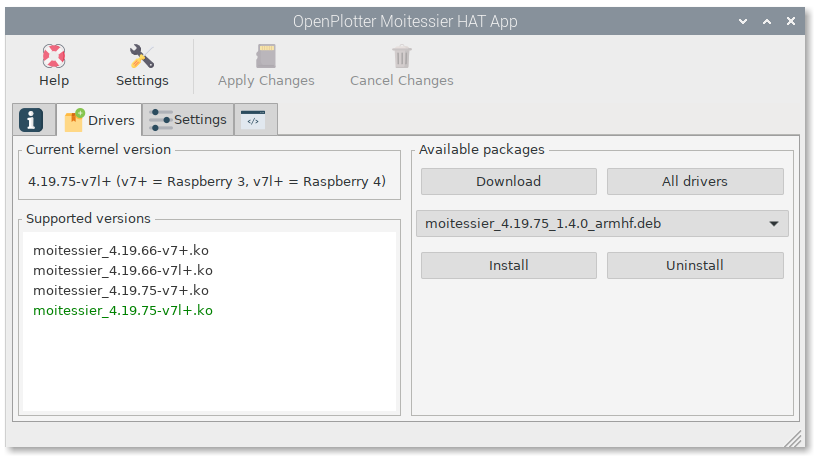 OpenPlotter Moitessier HAT App
Help
Settings
Apply Changes
Cancel Changes
Drivers
Settings
Current kernel version
4.19.75-v7l+ (v7+ = Raspberry 3, v7l+ = Raspberry 4)
Supported versions
moitessier_4.19.66-v7+.ko
moitessier_4.19.66-v7l+.ko
moitessier_4.19.75-v7+.ko
moitessier_4.19.75-v7l+.ko
Available packages
Download
All drivers
moitessier_4.19.75_1.4.0_armhf.deb
Install
Uninstall